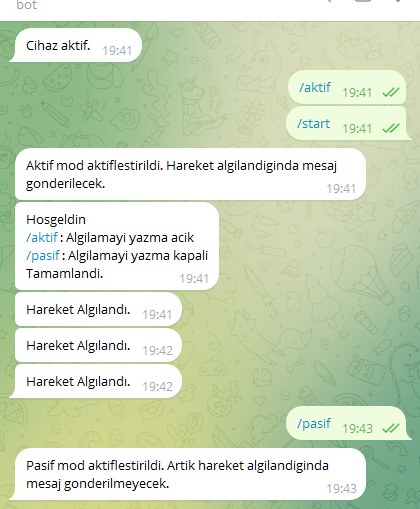 bot
Cihaz aktif. 19:41
/aktif 19:41
/start 19:41
Aktif mod aktiflestirildi. Hareket algilandiginda mesaj
gonderilecek. 19:41
Hosgeldin
/aktif : Algilamayi yazma acik
/pasif : Algilamayi yazma kapali
Tamamlandi. 19:41
Hareket Algılandı. 19:41
Hareket Algılandı. 19:42
Hareket Algılandı. 19:42
/pasif 19:43
Pasif mod aktiflestirildi. Artik hareket algilandiginda
mesaj gonderilmeyecek. 19:43